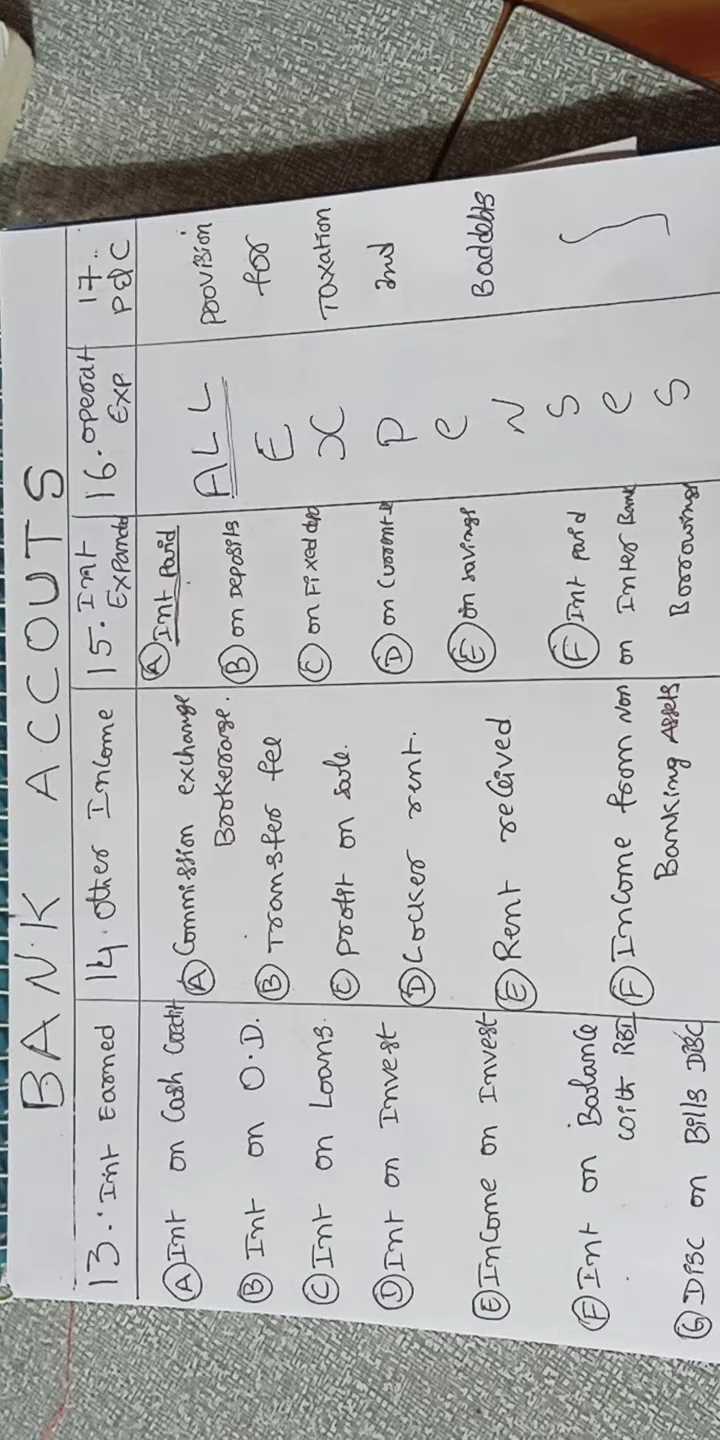 BANK ACCOUTS
13. Int Earned
(A) Int on Cash Credit
(B) Int on O.D.
(C) Int on Loans.
(D) Int on Invest
(E) Income on Invest
(F) Int on Balance
with RBI
(G) DISC on Bills DISC
14. Other Income
(A) Commission exchange
Brokerage.
(B) Transfer fee
(C) Profit on sale.
(D) Locker rent.
(E) Rent received
(F) Income from Non
Banking Assets
15. Int
Expanded
(A) Int Paid
(B) on Deposits
(C) on Fixed dep
(D) on Current
(E) on savings
(F) Int paid
on Inter Bank
Borrowings
16. operat
Exp
ALL
E
X
P
e
N
S
e
S
17.
P&C
Provision
for
Taxation
and
Baddebts